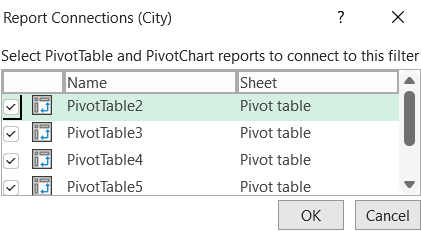 Report Connections (City) ?
Select PivotTable and PivotChart reports to connect to this filter
Name Sheet
PivotTable2 Pivot table
PivotTable3 Pivot table
PivotTable4 Pivot table
PivotTable5 Pivot table
OK Cancel